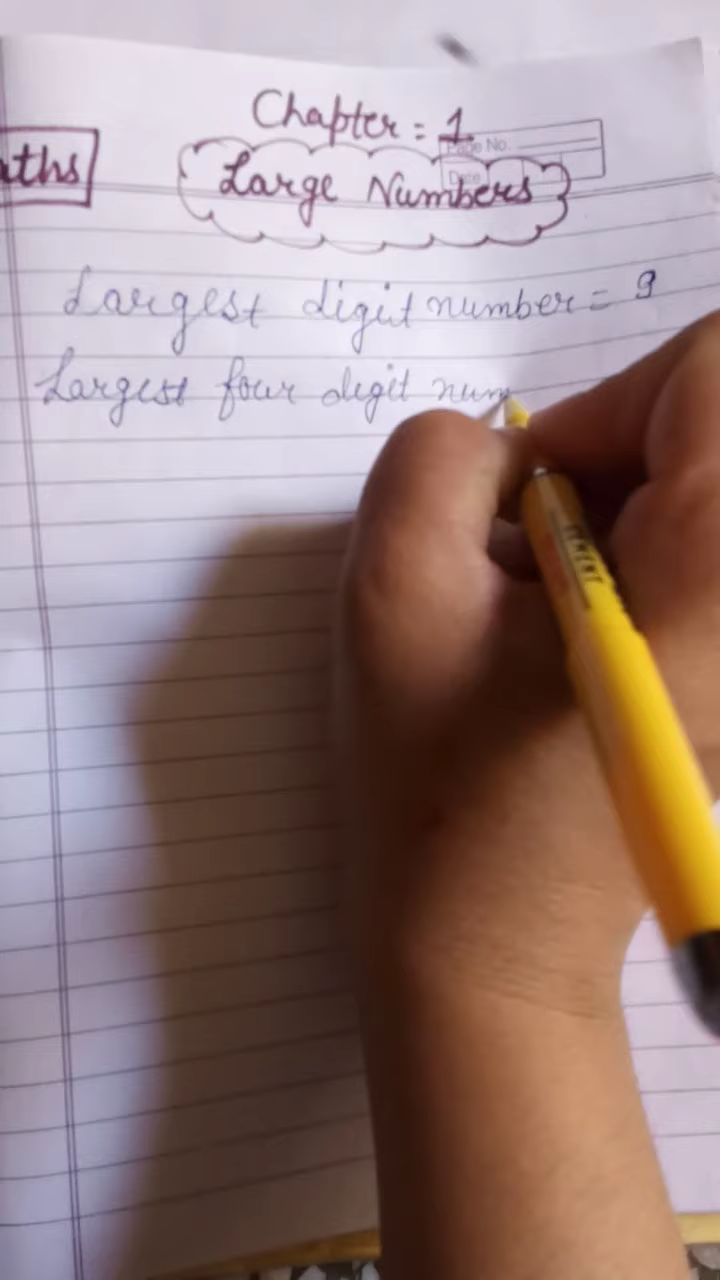 Chapter = 1
Page No.
Date
aths
Large Numbers
Largest digit number = 9
Largest four digit num